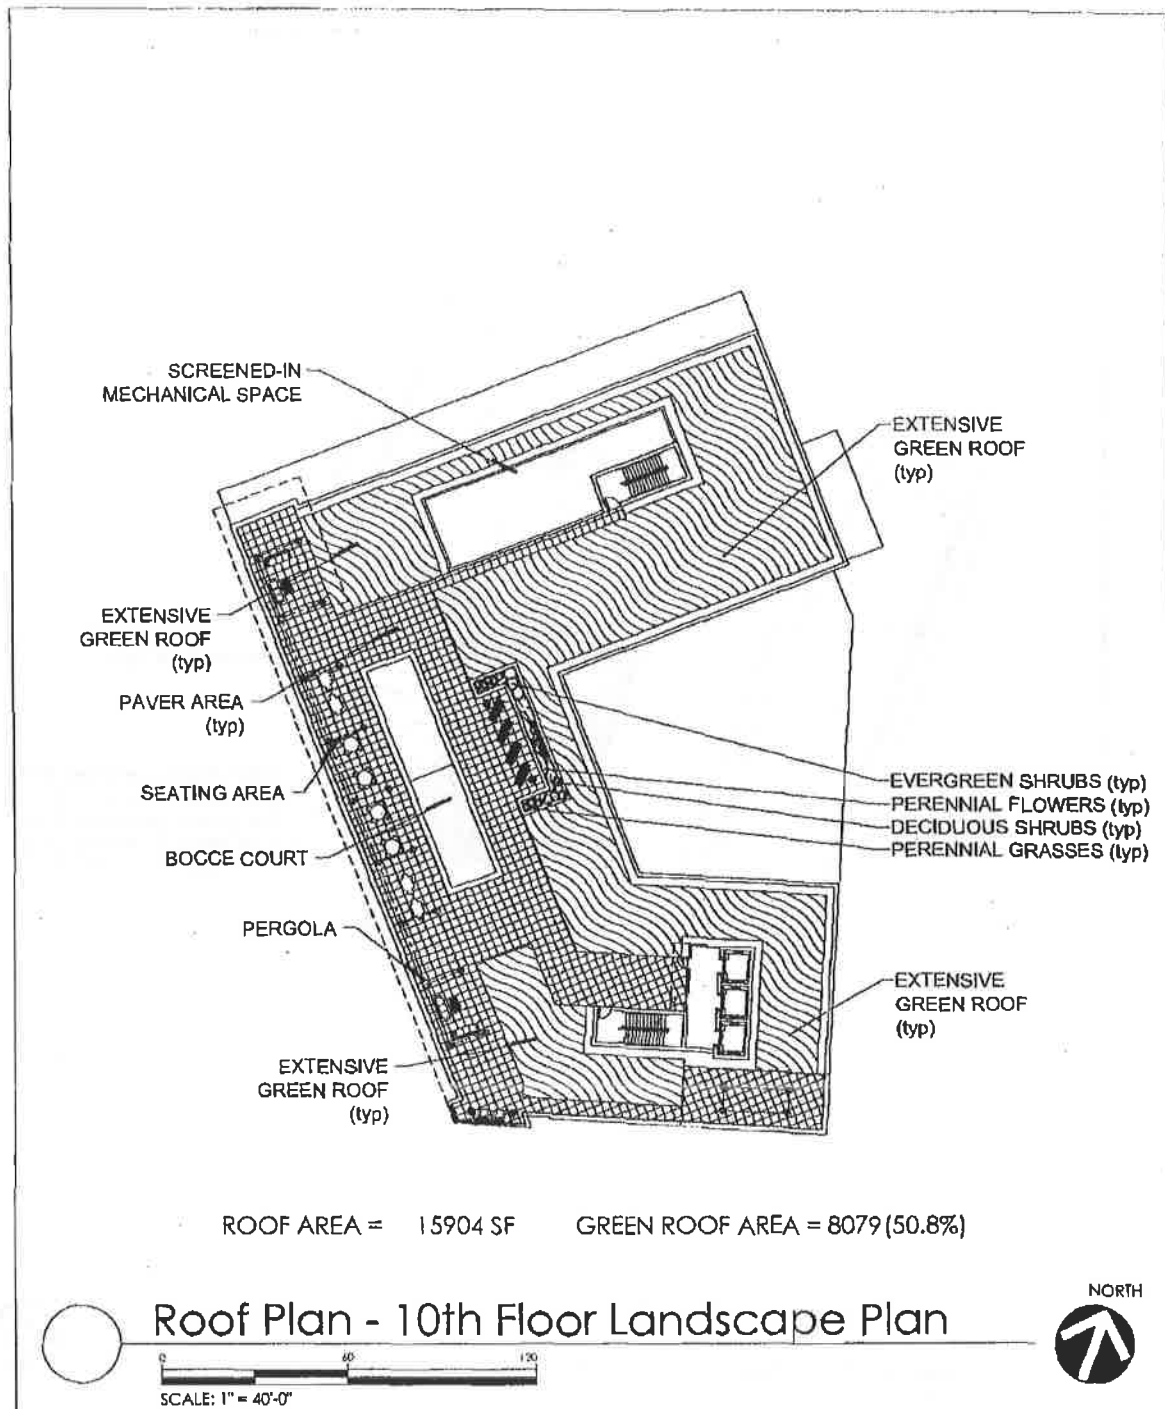 SCREENED-IN
MECHANICAL SPACE
EXTENSIVE
GREEN ROOF
(typ)
EXTENSIVE
GREEN ROOF
(typ)
PAVER AREA
(typ)
SEATING AREA
BOCCE COURT
PERGOLA
EVERGREEN SHRUBS (typ)
PERENNIAL FLOWERS (typ)
DECIDUOUS SHRUBS (typ)
PERENNIAL GRASSES (typ)
EXTENSIVE
GREEN ROOF
(typ)
EXTENSIVE
GREEN ROOF
(typ)
ROOF AREA = 15904 SF GREEN ROOF AREA = 8079 (50.8%)
Roof Plan - 10th Floor Landscape Plan
NORTH
0 60 120
SCALE: 1" = 40'-0"